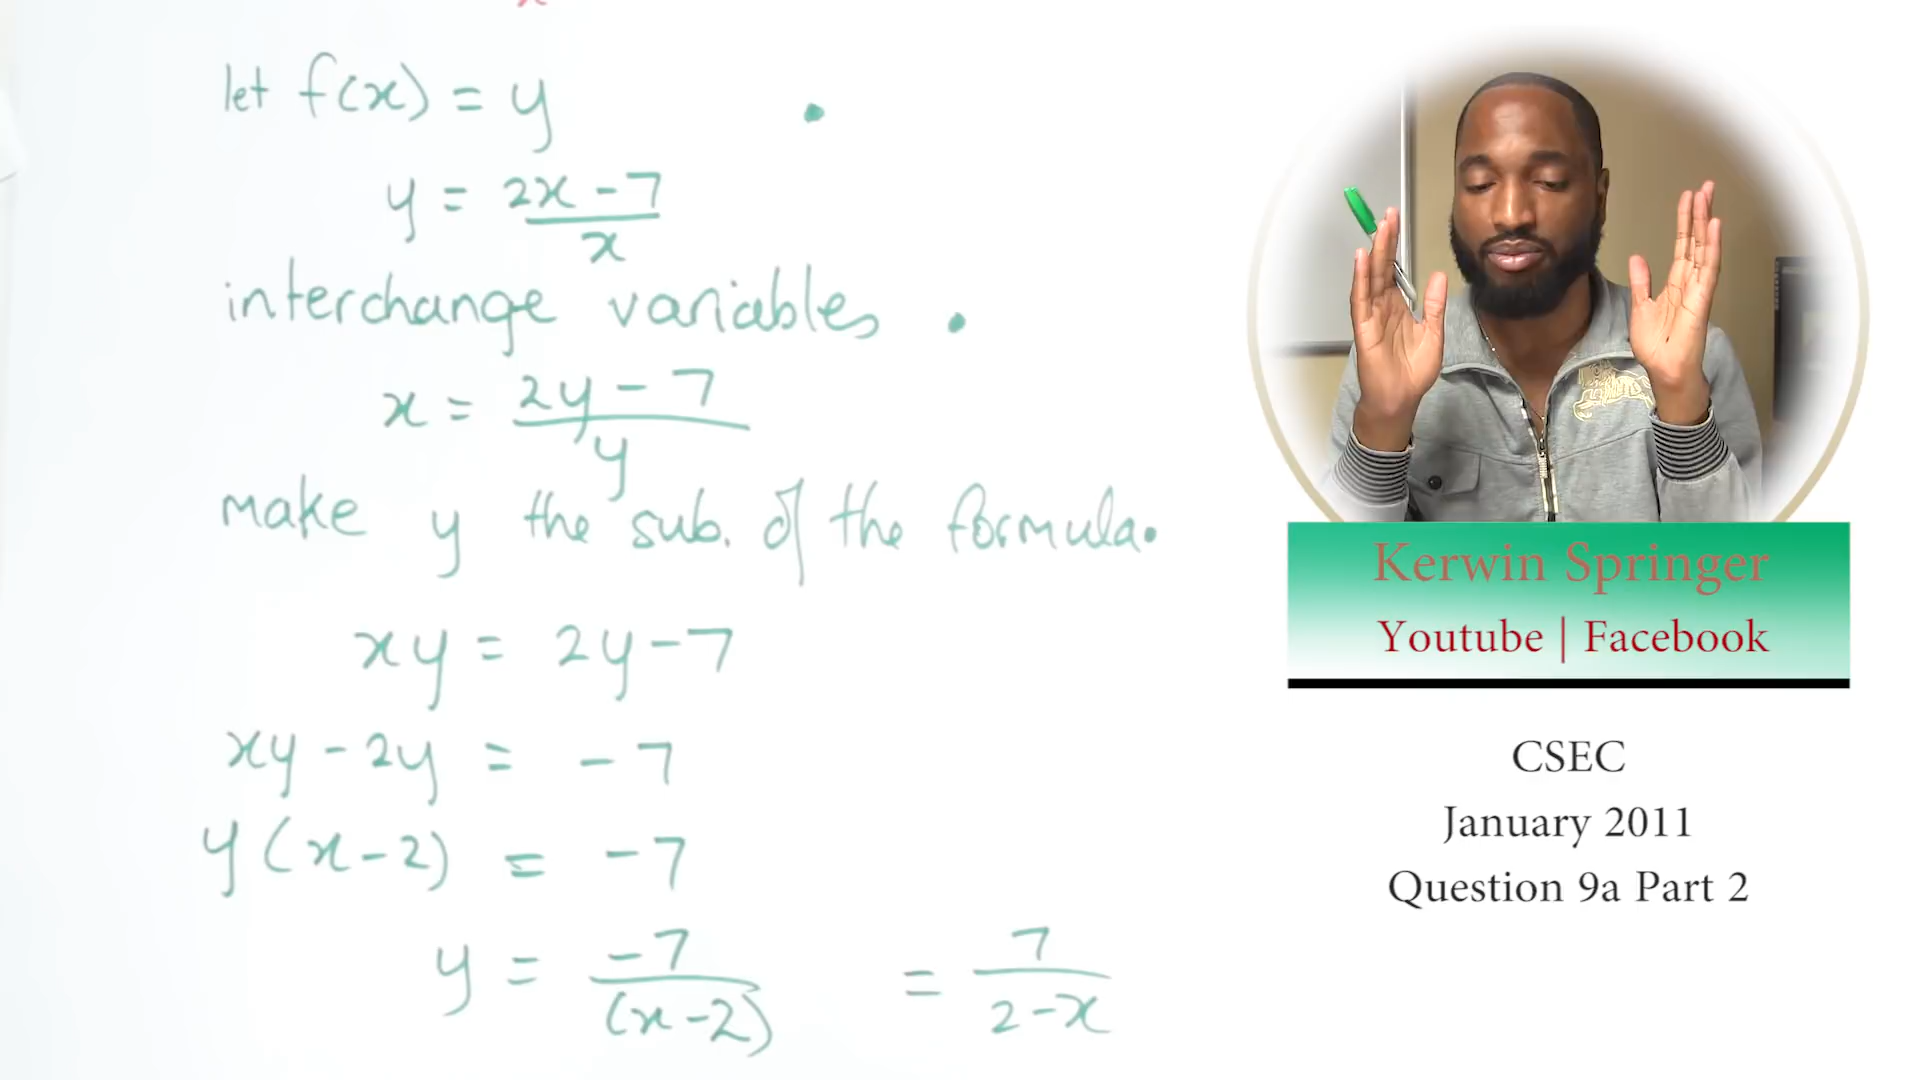 let f(x) = y
y = 2x - 7
x
interchange variables
x = 2y - 7
y
make y the sub. of the formula.
xy = 2y - 7
xy - 2y = -7
y(x-2) = -7
y = -7 = 7
(x-2) 2-x
Kerwin Springer
Youtube | Facebook
CSEC
January 2011
Question 9a Part 2